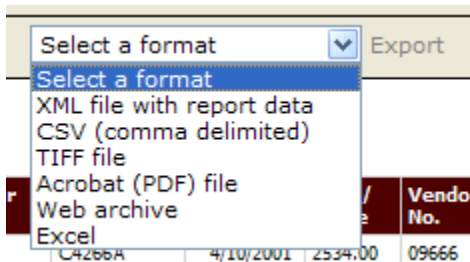 Select a format Export
Select a format
XML file with report data
CSV (comma delimited)
TIFF file
Acrobat (PDF) file
Web archive
Excel
r / Vendo
e No.
C4266A 4/10/2001 2534.00 09666